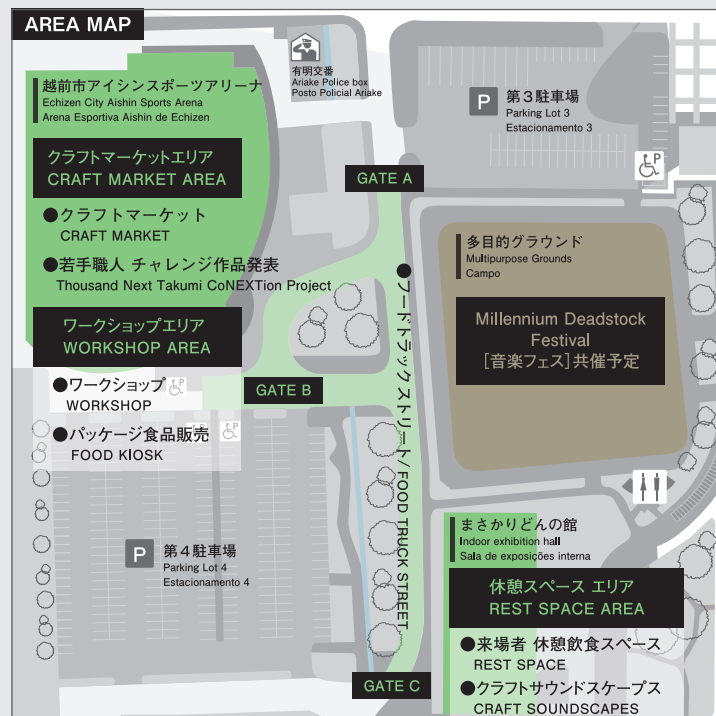 AREA MAP
有明交番
Ariake Police box
Posto Policial Ariake
越前市アイシンスポーツアリーナ
Echizen City Aishin Sports Arena
Arena Esportiva Aishin de Echizen
クラフトマーケットエリア
CRAFT MARKET AREA
●クラフトマーケット
CRAFT MARKET
●若手職人 チャレンジ作品発表
Thousand Next Takumi CoNEXTion Project
ワークショップエリア
WORKSHOP AREA
●ワークショップ
WORKSHOP
●パッケージ食品販売
FOOD KIOSK
P
P
P
P 第3駐車場
Parking Lot 3
Estacionamento 3
P
GATE A
多目的グラウンド
Multipurpose Grounds
Campo
Millennium Deadstock
Festival
[音楽フェス]共催予定
●フードトラックストリート/FOOD TRUCK STREET
GATE B
P 第4駐車場
Parking Lot 4
Estacionamento 4
まさかりどんの館
Indoor exhibition hall
Sala de exposições interna
休憩スペース エリア
REST SPACE AREA
●来場者 休憩飲食スペース
REST SPACE
●クラフトサウンドスケープス
CRAFT SOUNDSCAPES
GATE C